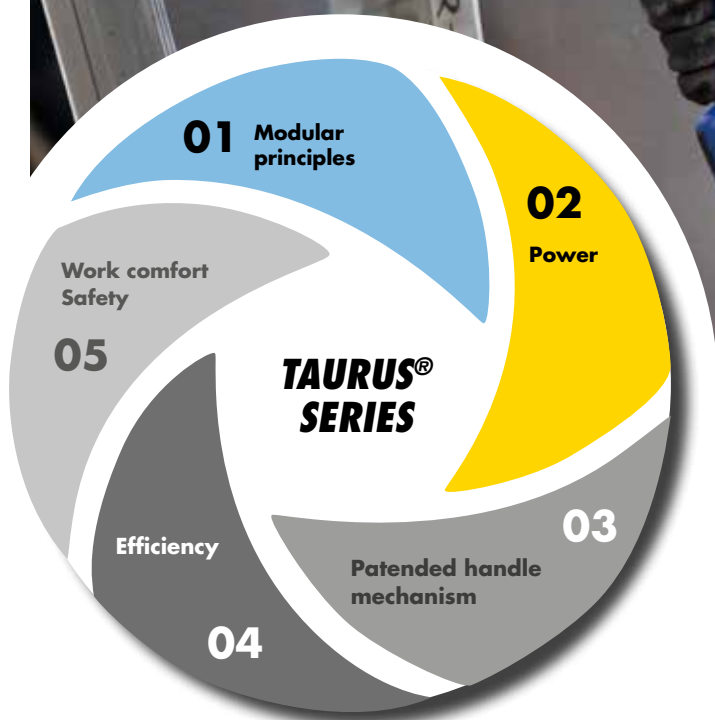 01 Modular
principles
02
Power
03
Patended handle
mechanism
Efficiency
04
Work comfort
Safety
05
TAURUS®
SERIES